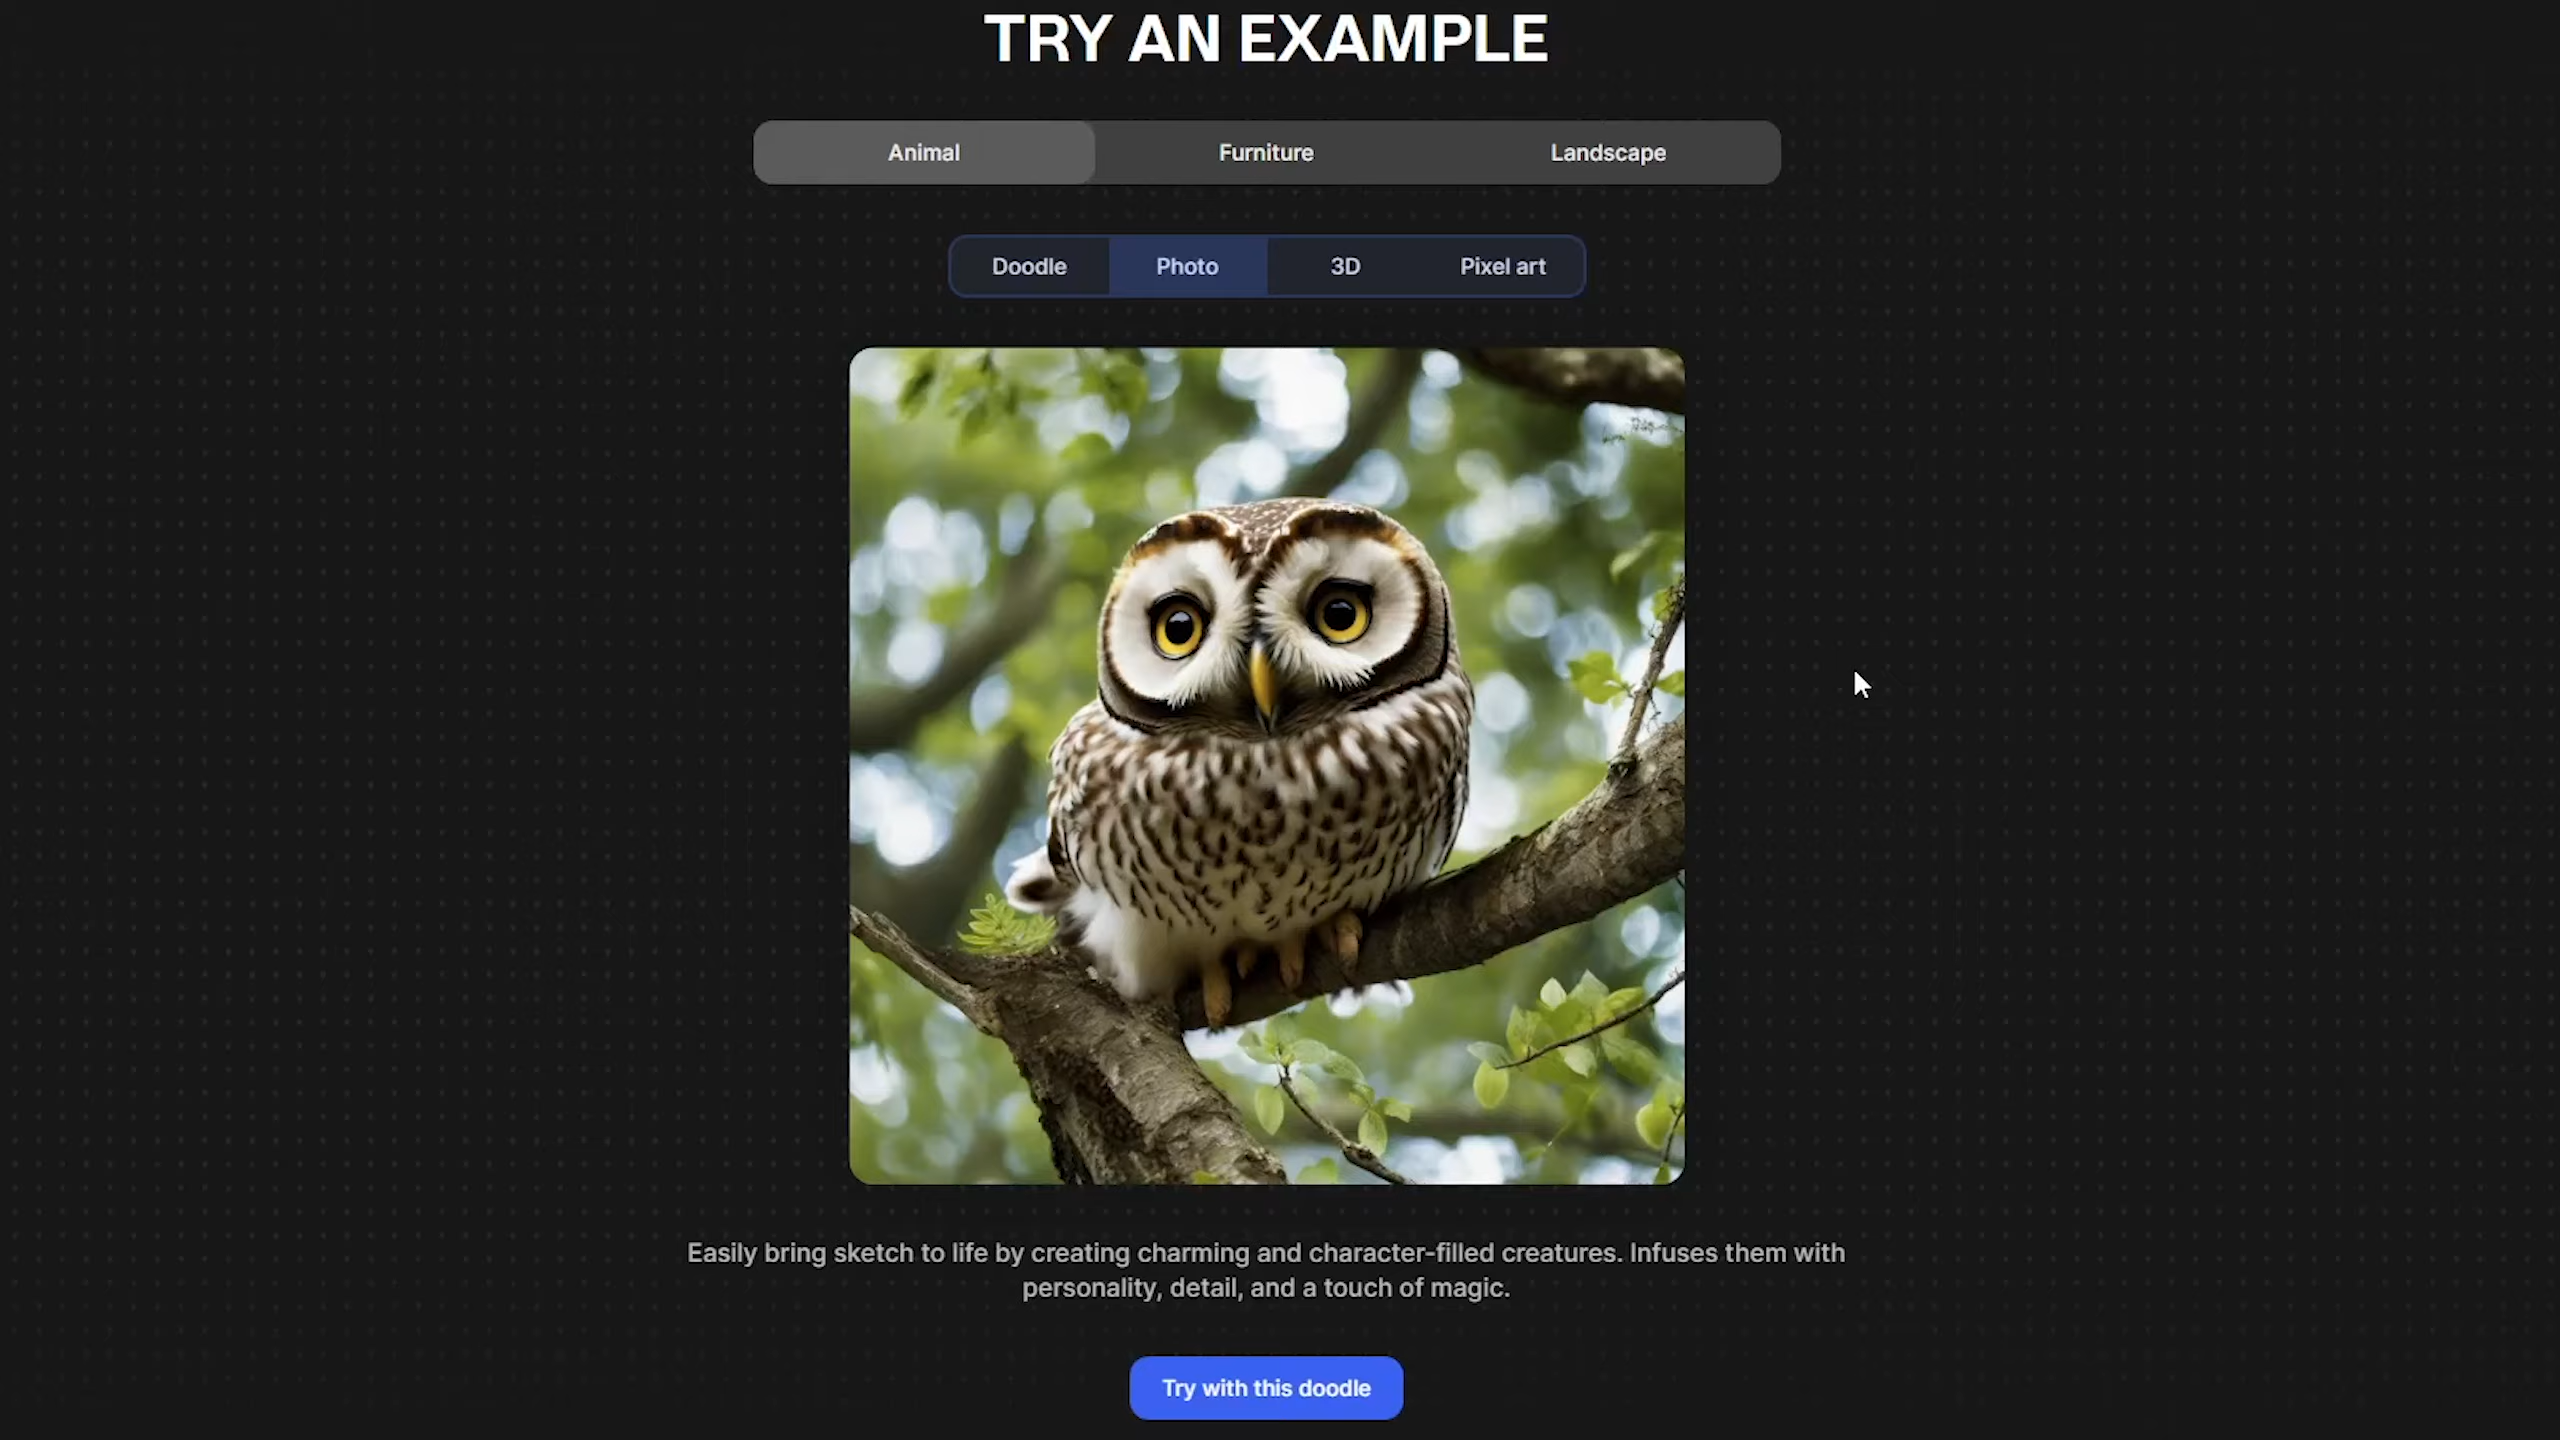 TRY AN EXAMPLE
Animal
Furniture
Landscape
Doodle
Photo
3D
Pixel art
Easily bring sketch to life by creating charming and character-filled creatures. Infuses them with
personality, detail, and a touch of magic.
Try with this doodle